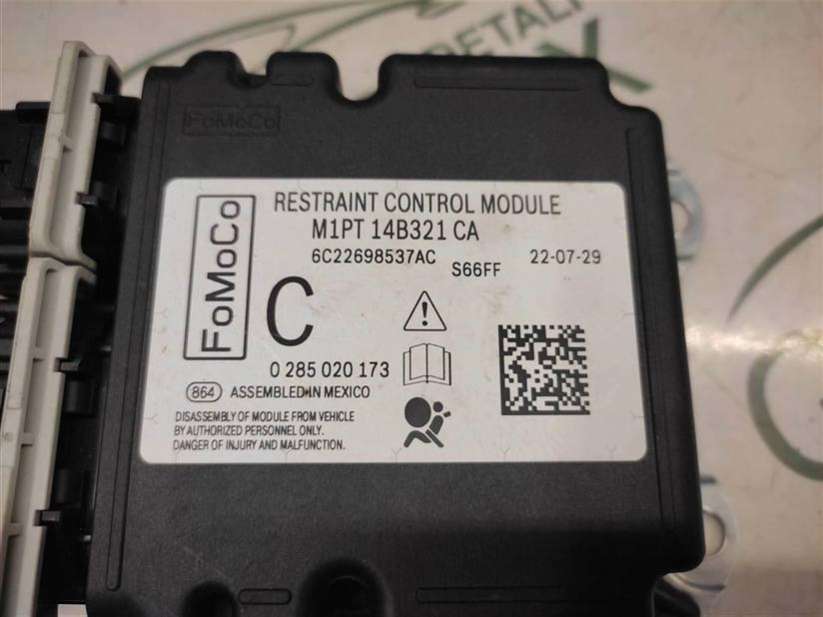 DETALI
X
FoMoCo
FoMoCo
RESTRAINT CONTROL MODULE
M1PT 14B321 CA
6C22698537AC
S66FF
22-07-29
C
0 285 020 173
864 ASSEMBLED IN MEXICO
DISASSEMBLY OF MODULE FROM VEHICLE
BY AUTHORIZED PERSONNEL ONLY.
DANGER OF INJURY AND MALFUNCTION.